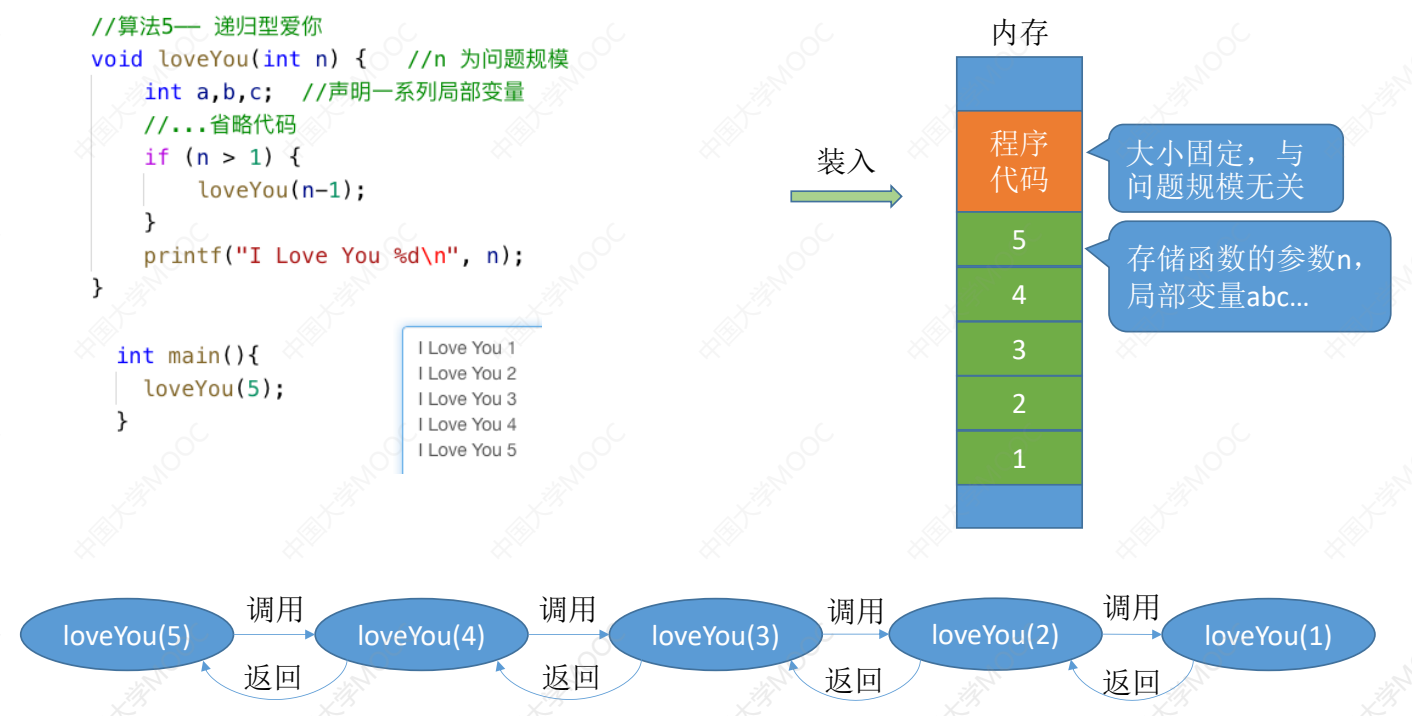 //算法5—— 递归型爱你
void loveYou(int n) {   //n 为问题规模
    int a,b,c;  //声明一系列局部变量
    //...省略代码
    if (n > 1) {
        loveYou(n-1);
    }
    printf("I Love You %d\n", n);
}
int main(){
  loveYou(5);
}
I Love You 1
I Love You 2
I Love You 3
I Love You 4
I Love You 5
装入
内存
程序
代码
5
4
3
2
1
大小固定，与
问题规模无关
存储函数的参数n，
局部变量abc…
loveYou(5)
调用
返回
loveYou(4)
调用
返回
loveYou(3)
调用
返回
loveYou(2)
调用
返回
loveYou(1)
中国大学MOOC